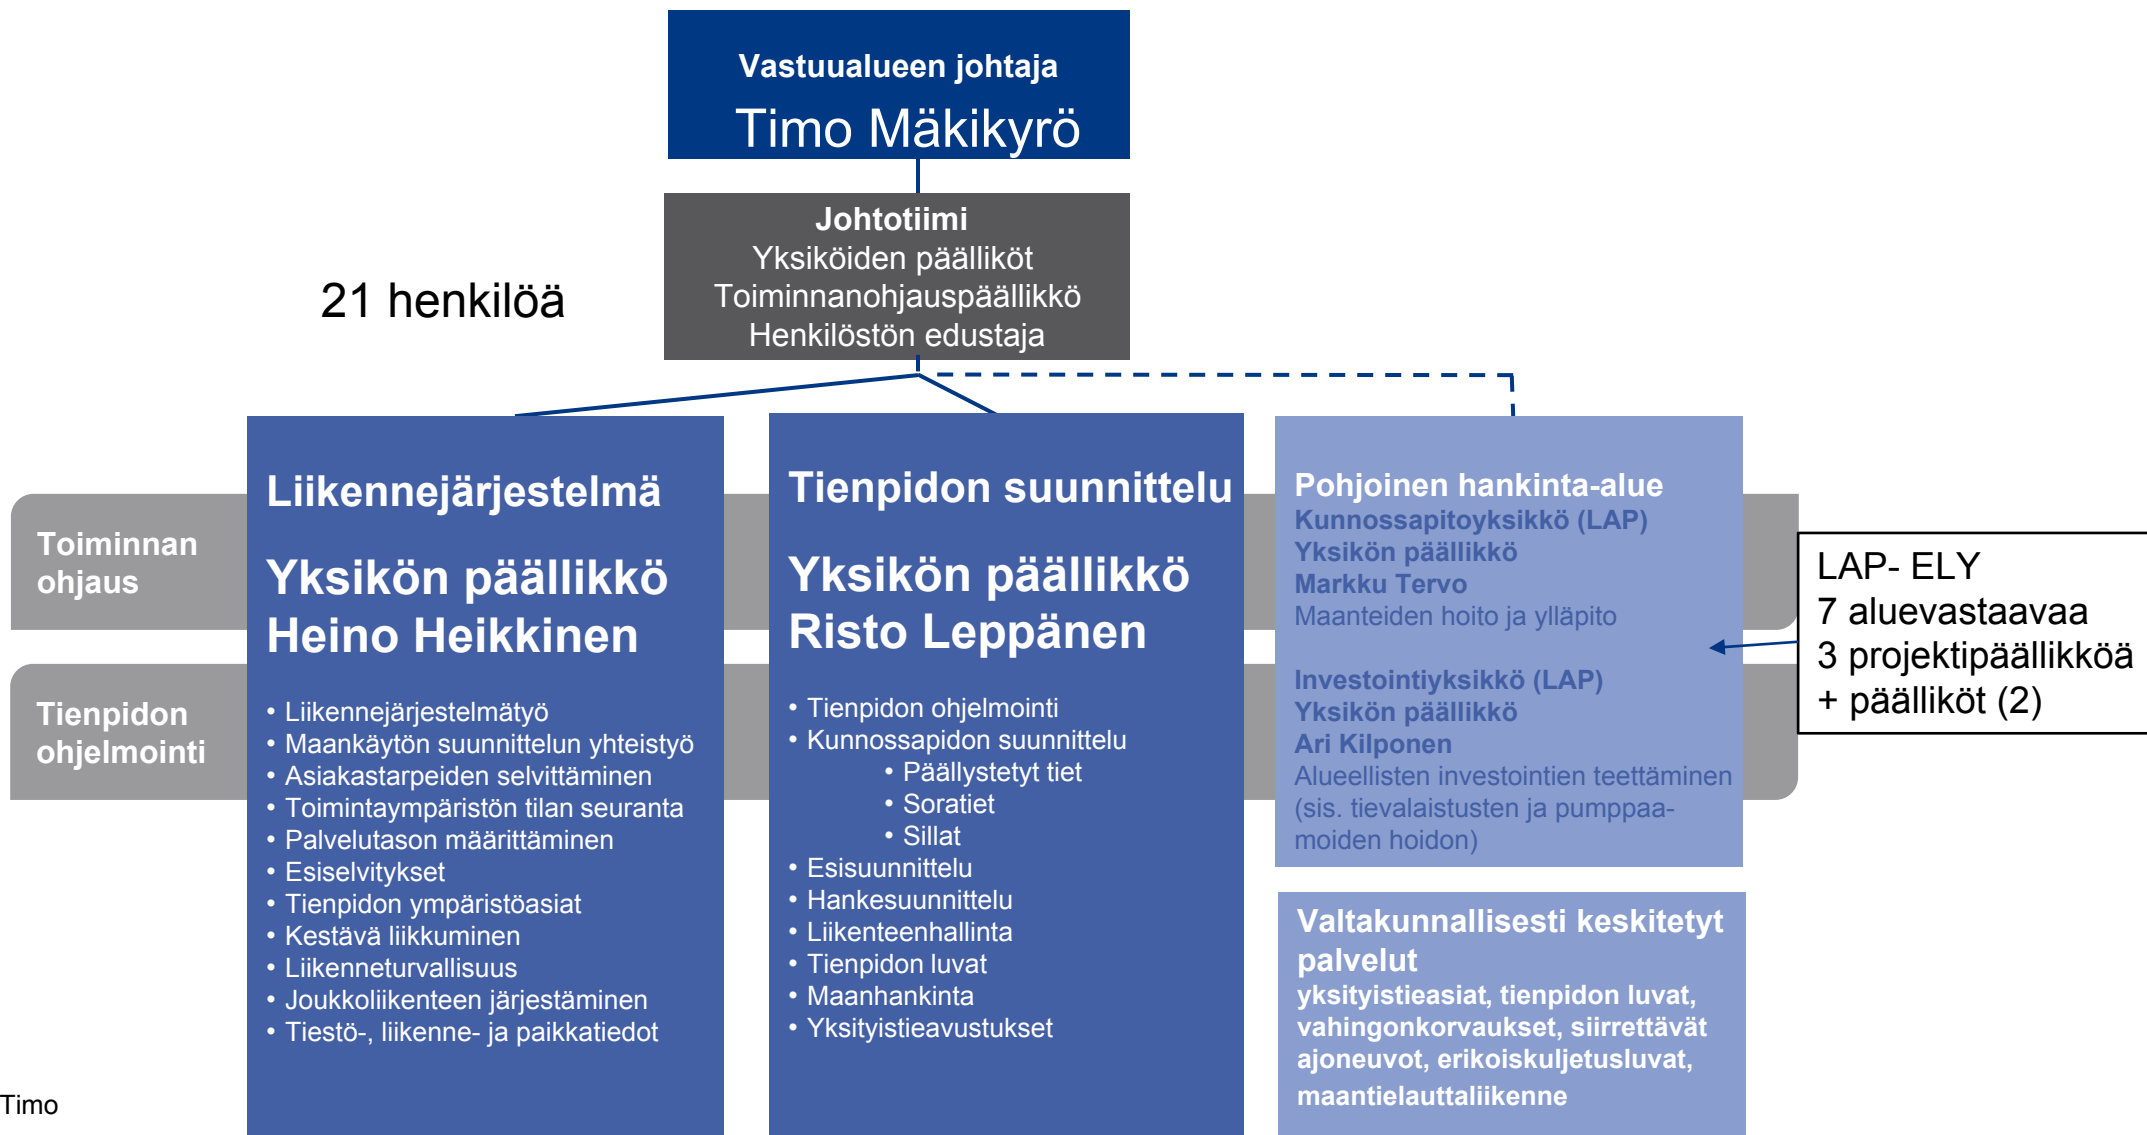 Vastuualueen johtaja
Timo Mäkikyrö
Johtotiimi
Yksiköiden päälliköt
Toiminnanohjauspäällikkö
Henkilöstön edustaja
21 henkilöä
Toiminnan
ohjaus
Tienpidon
ohjelmointi
Liikennejärjestelmä
Yksikön päällikkö
Heino Heikkinen
• Liikennejärjestelmätyö
• Maankäytön suunnittelun yhteistyö
• Asiakastarpeiden selvittäminen
• Toimintaympäristön tilan seuranta
• Palvelutason määrittäminen
• Esiselvitykset
• Tienpidon ympäristöasiat
• Kestävä liikkuminen
• Liikenneturvallisuus
• Joukkoliikenteen järjestäminen
• Tiestö-, liikenne- ja paikkatiedot
Tienpidon suunnittelu
Yksikön päällikkö
Risto Leppänen
• Tienpidon ohjelmointi
• Kunnossapidon suunnittelu
• Päällystetyt tiet
• Soratiet
• Sillat
• Esisuunnittelu
• Hankesuunnittelu
• Liikenteenhallinta
• Tienpidon luvat
• Maanhankinta
• Yksityistieavustukset
Pohjoinen hankinta-alue
Kunnossapitoyksikkö (LAP)
Yksikön päällikkö
Markku Tervo
Maanteiden hoito ja ylläpito
Investointiyksikkö (LAP)
Yksikön päällikkö
Ari Kilponen
Alueellisten investointien teettäminen
(sis. tievalaistusten ja pumppaa-
moiden hoidon)
Valtakunnallisesti keskitetyt
palvelut
yksityistieasiat, tienpidon luvat,
vahingonkorvaukset, siirrettävät
ajoneuvot, erikoiskuljetusluvat,
maantielauttaliikenne
LAP- ELY
7 aluevastaavaa
3 projektipäällikköä
+ päälliköt (2)
Timo